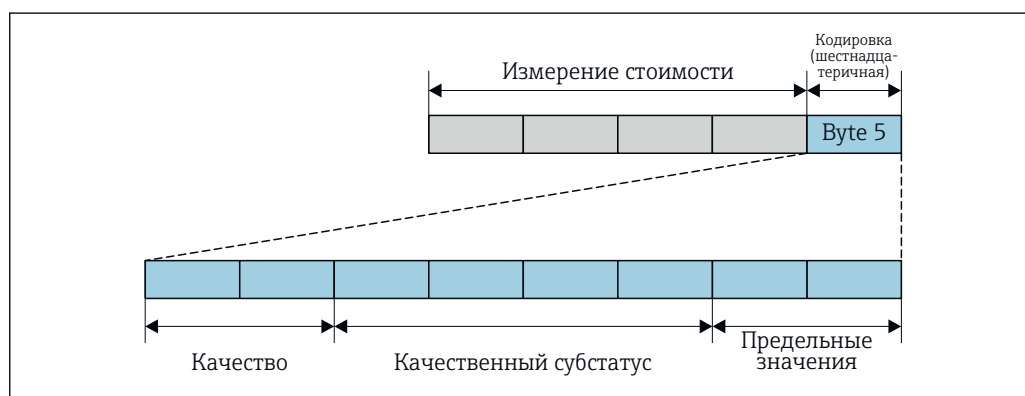 Кодировка
(шестнадца-
теричная)
Измерение стоимости
Byte 5
Качество
Качественный субстатус
Предельные
значения